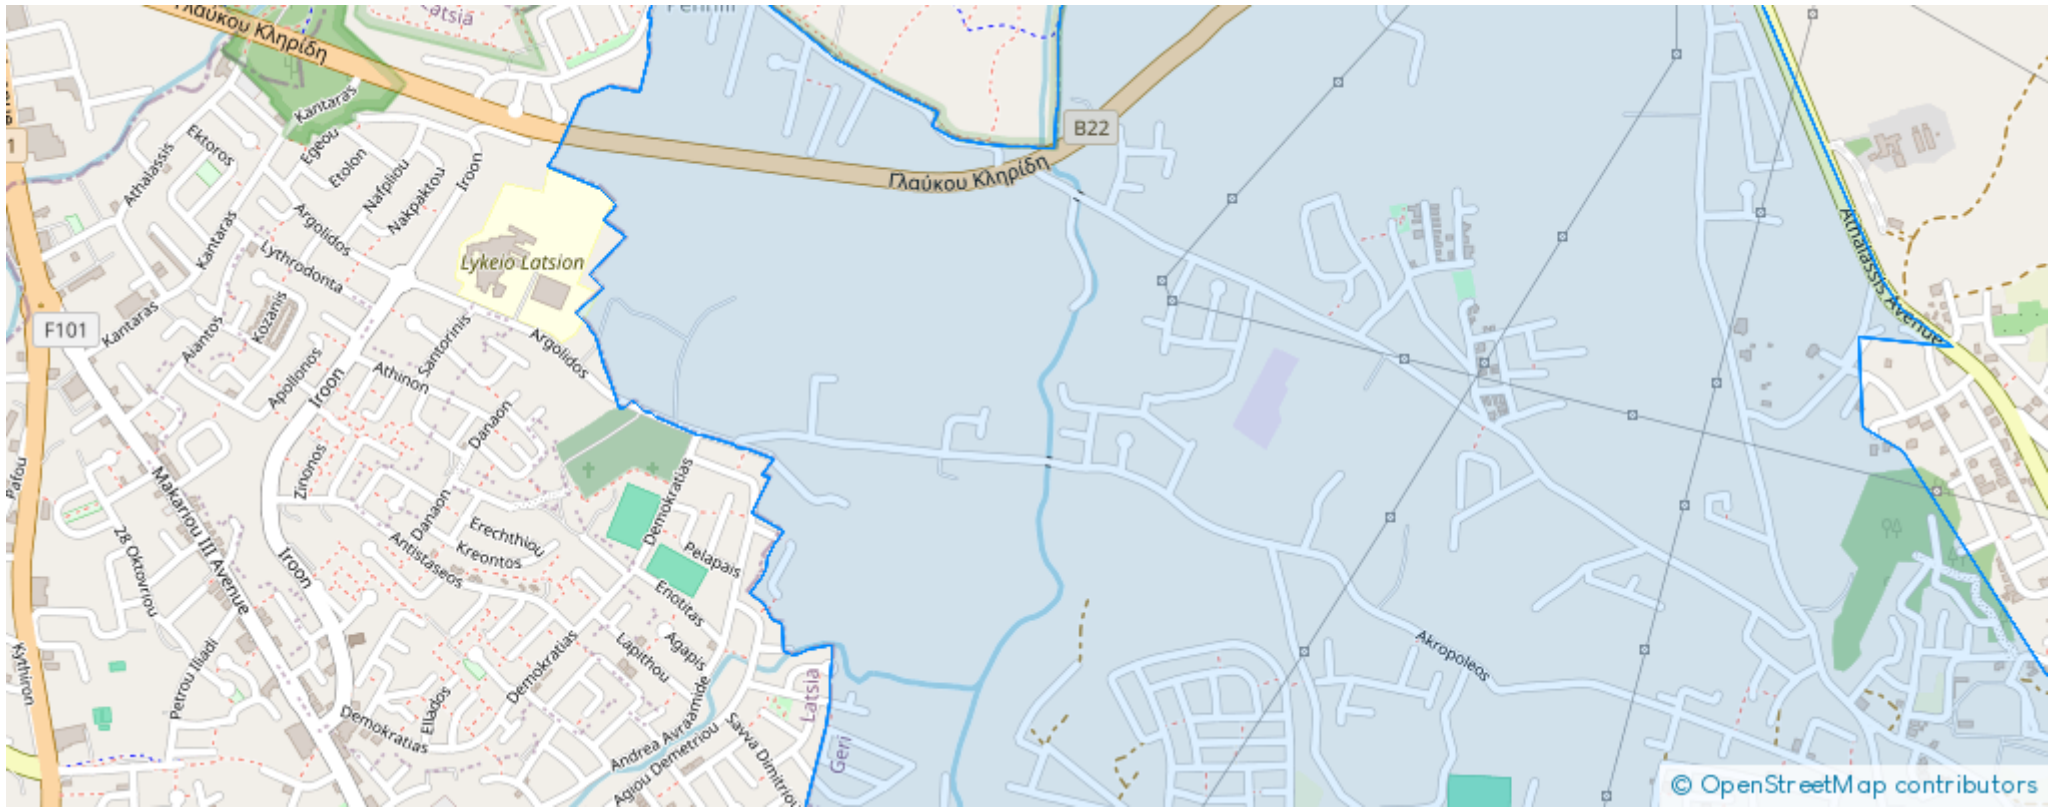 Γλαύκου Κληρίδη
Latsia
B22
Γλαύκου Κληρίδη
Kantaras
Egeou
Ektoros
Athalassis
Etolon
Nafpliou
Nakpaktou
Iroon
Argolidos
Kantaras
Lythrodonta
Lykeio Latsion
Athalassis Avenue
1
F101
Kantaras
Aiantos
Kozanis
Santorinis
Argolidos
Apollonos
Iroon
Athinon
Danaon
Zinonos
Pafou
Makariou III Avenue
28 Oktovriou
Danaon
Erechthiou
Kreontos
Antistaseos
Demokratias
Pelapais
Enotitas
Iroon
Agapis
Lapithou
Demokratias
Akropoleos
Kythiron
Petrou Iliadi
Ellados
Demokratias
Andrea Avraamide
Agiou Demetriou
Savva Dimitriou
Latsia
Geri
© OpenStreetMap contributors